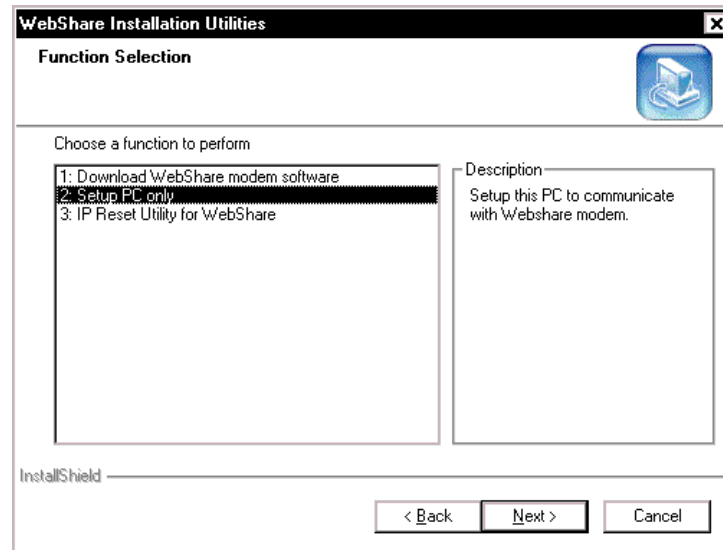 WebShare Installation Utilities
Function Selection
Choose a function to perform
1: Download WebShare modem software
2: Setup PC only
3: IP Reset Utility for WebShare
Description
Setup this PC to communicate
with Webshare modem.
InstallShield
< Back
Next >
Cancel